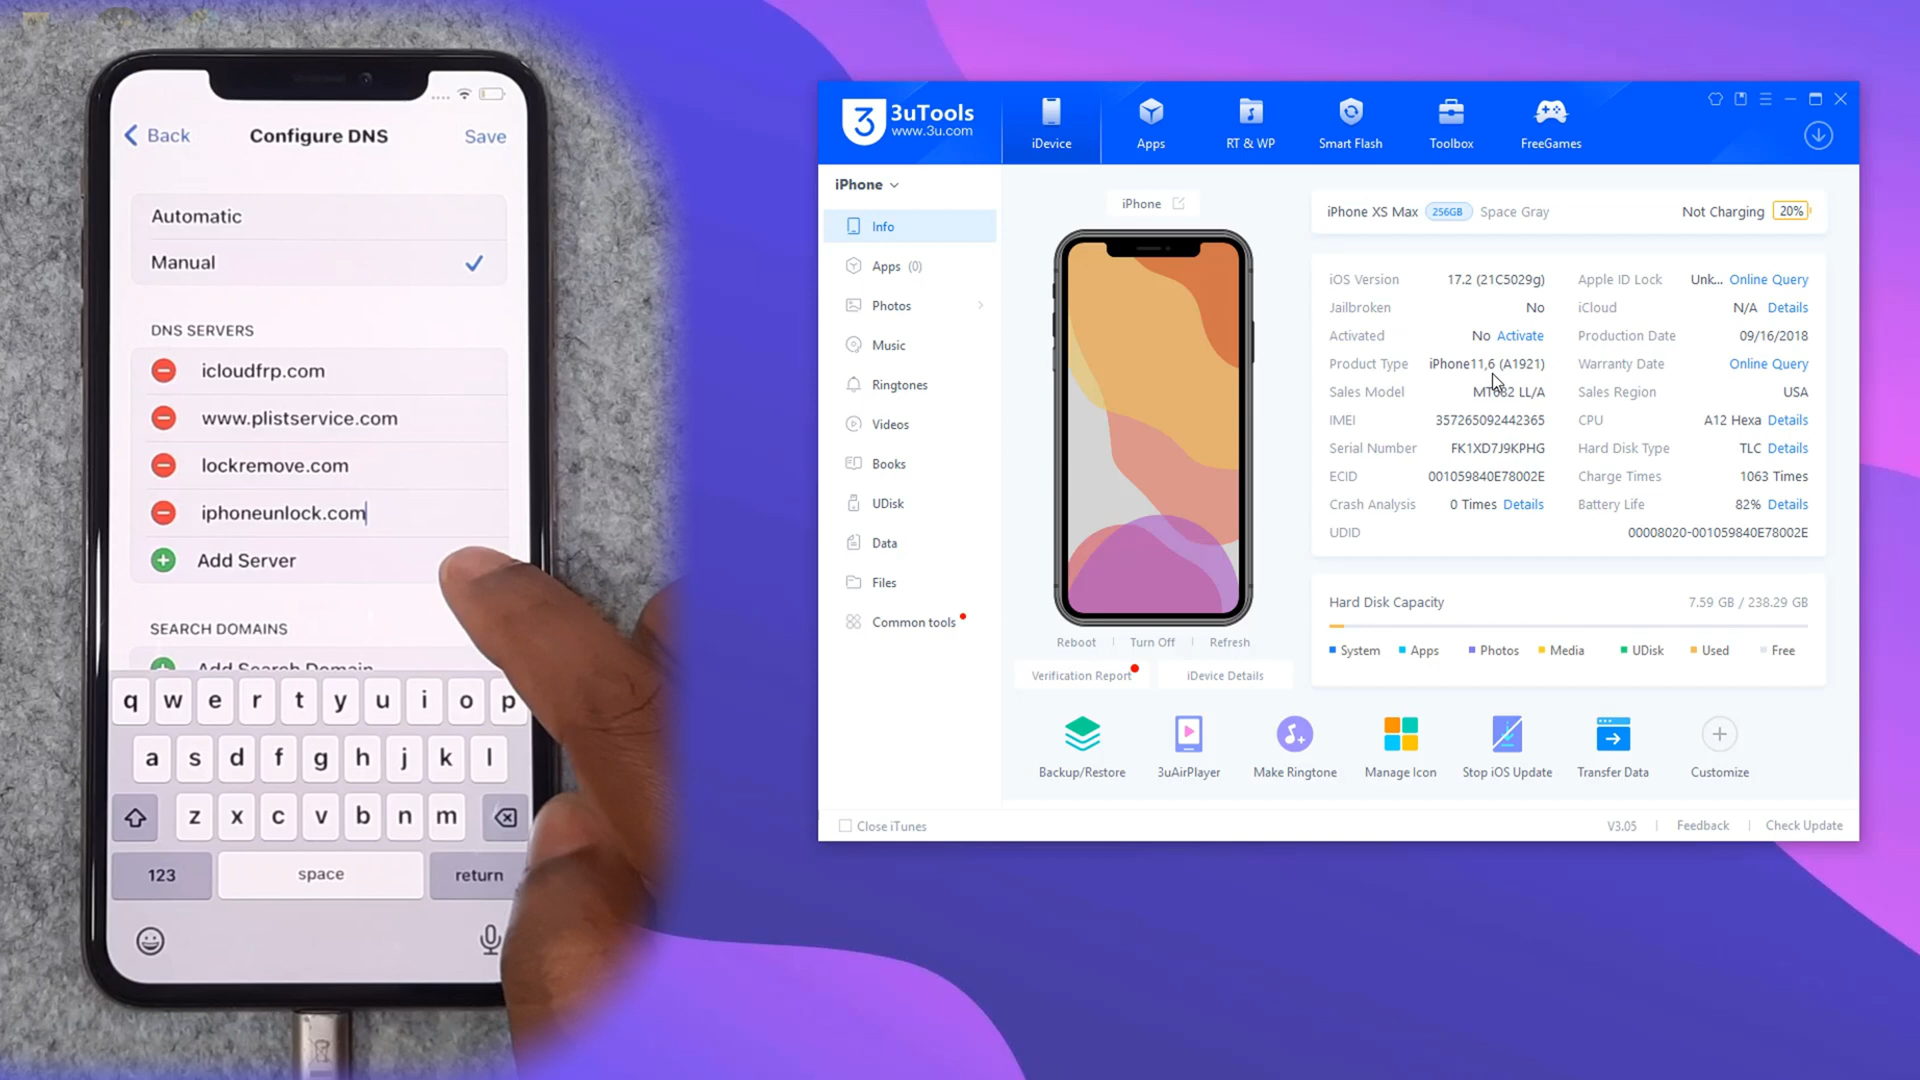 Back
Configure DNS
Save
Automatic
Manual
DNS SERVERS
icloudfrp.com
www.plistservice.com
lockremove.com
iphoneunlock.com
Add Server
SEARCH DOMAINS
Add Search Domain
q w e r t y u i o p
a s d f g h j k l
z x c v b n m
123
space
return
3
3uTools
www.3u.com
iDevice
Apps
RT & WP
Smart Flash
Toolbox
FreeGames
iPhone
Info
Apps (0)
Photos
Music
Ringtones
Videos
Books
UDisk
Data
Files
Common tools
iPhone
Reboot
Turn Off
Refresh
Verification Report
iDevice Details
iPhone XS Max 256GB Space Gray
Not Charging 20%
iOS Version 17.2 (21C5029g)
Apple ID Lock Unk... Online Query
Jailbroken No
iCloud N/A Details
Activated No Activate
Production Date 09/16/2018
Product Type iPhone11,6 (A1921)
Warranty Date Online Query
Sales Model LL/A
Sales Region USA
IMEI 357265092442365
CPU A12 Hexa Details
Serial Number FK1XD7J9KPHG
Hard Disk Type TLC Details
ECID 001059840E78002E
Charge Times 1063 Times
Crash Analysis 0 Times Details
Battery Life 82% Details
UDID 00008020-001059840E78002E
Hard Disk Capacity 7.59 GB / 238.29 GB
System Apps Photos Media UDisk Used Free
Backup/Restore
3uAirPlayer
Make Ringtone
Manage Icon
Stop iOS Update
Transfer Data
Customize
Close iTunes
V3.05
Feedback
Check Update